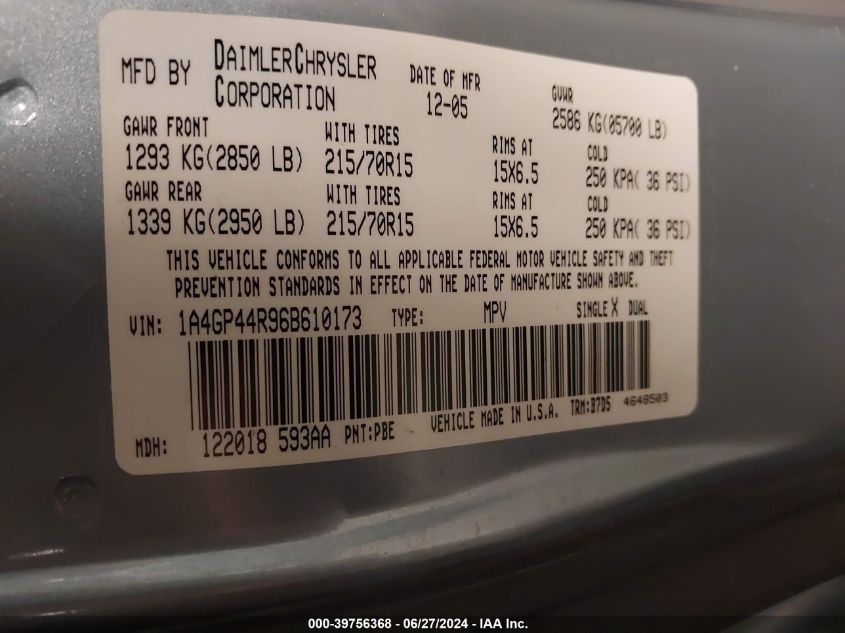 MFD BY DAIMLERCHRYSLER CORPORATION DATE OF MFR 12-05 GVWR 2586 KG(05700 LB)
GAWR FRONT WITH TIRES RIMS AT COLD
1293 KG(2850 LB) 215/70R15 15X6.5 250 KPA( 36 PSI)
GAWR REAR WITH TIRES RIMS AT COLD
1339 KG(2950 LB) 215/70R15 15X6.5 250 KPA( 36 PSI)
THIS VEHICLE CONFORMS TO ALL APPLICABLE FEDERAL MOTOR VEHICLE SAFETY AND THEFT
PREVENTION STANDARDS IN EFFECT ON THE DATE OF MANUFACTURE SHOWN ABOVE.
VIN: 1A4GP44R96B610173 TYPE: MPV SINGLE X DUAL
MDH: 122018 593AA PNT:PBE VEHICLE MADE IN U.S.A. TRM:B7D5 4648503
000-39756368 - 06/27/2024 - IAA Inc.